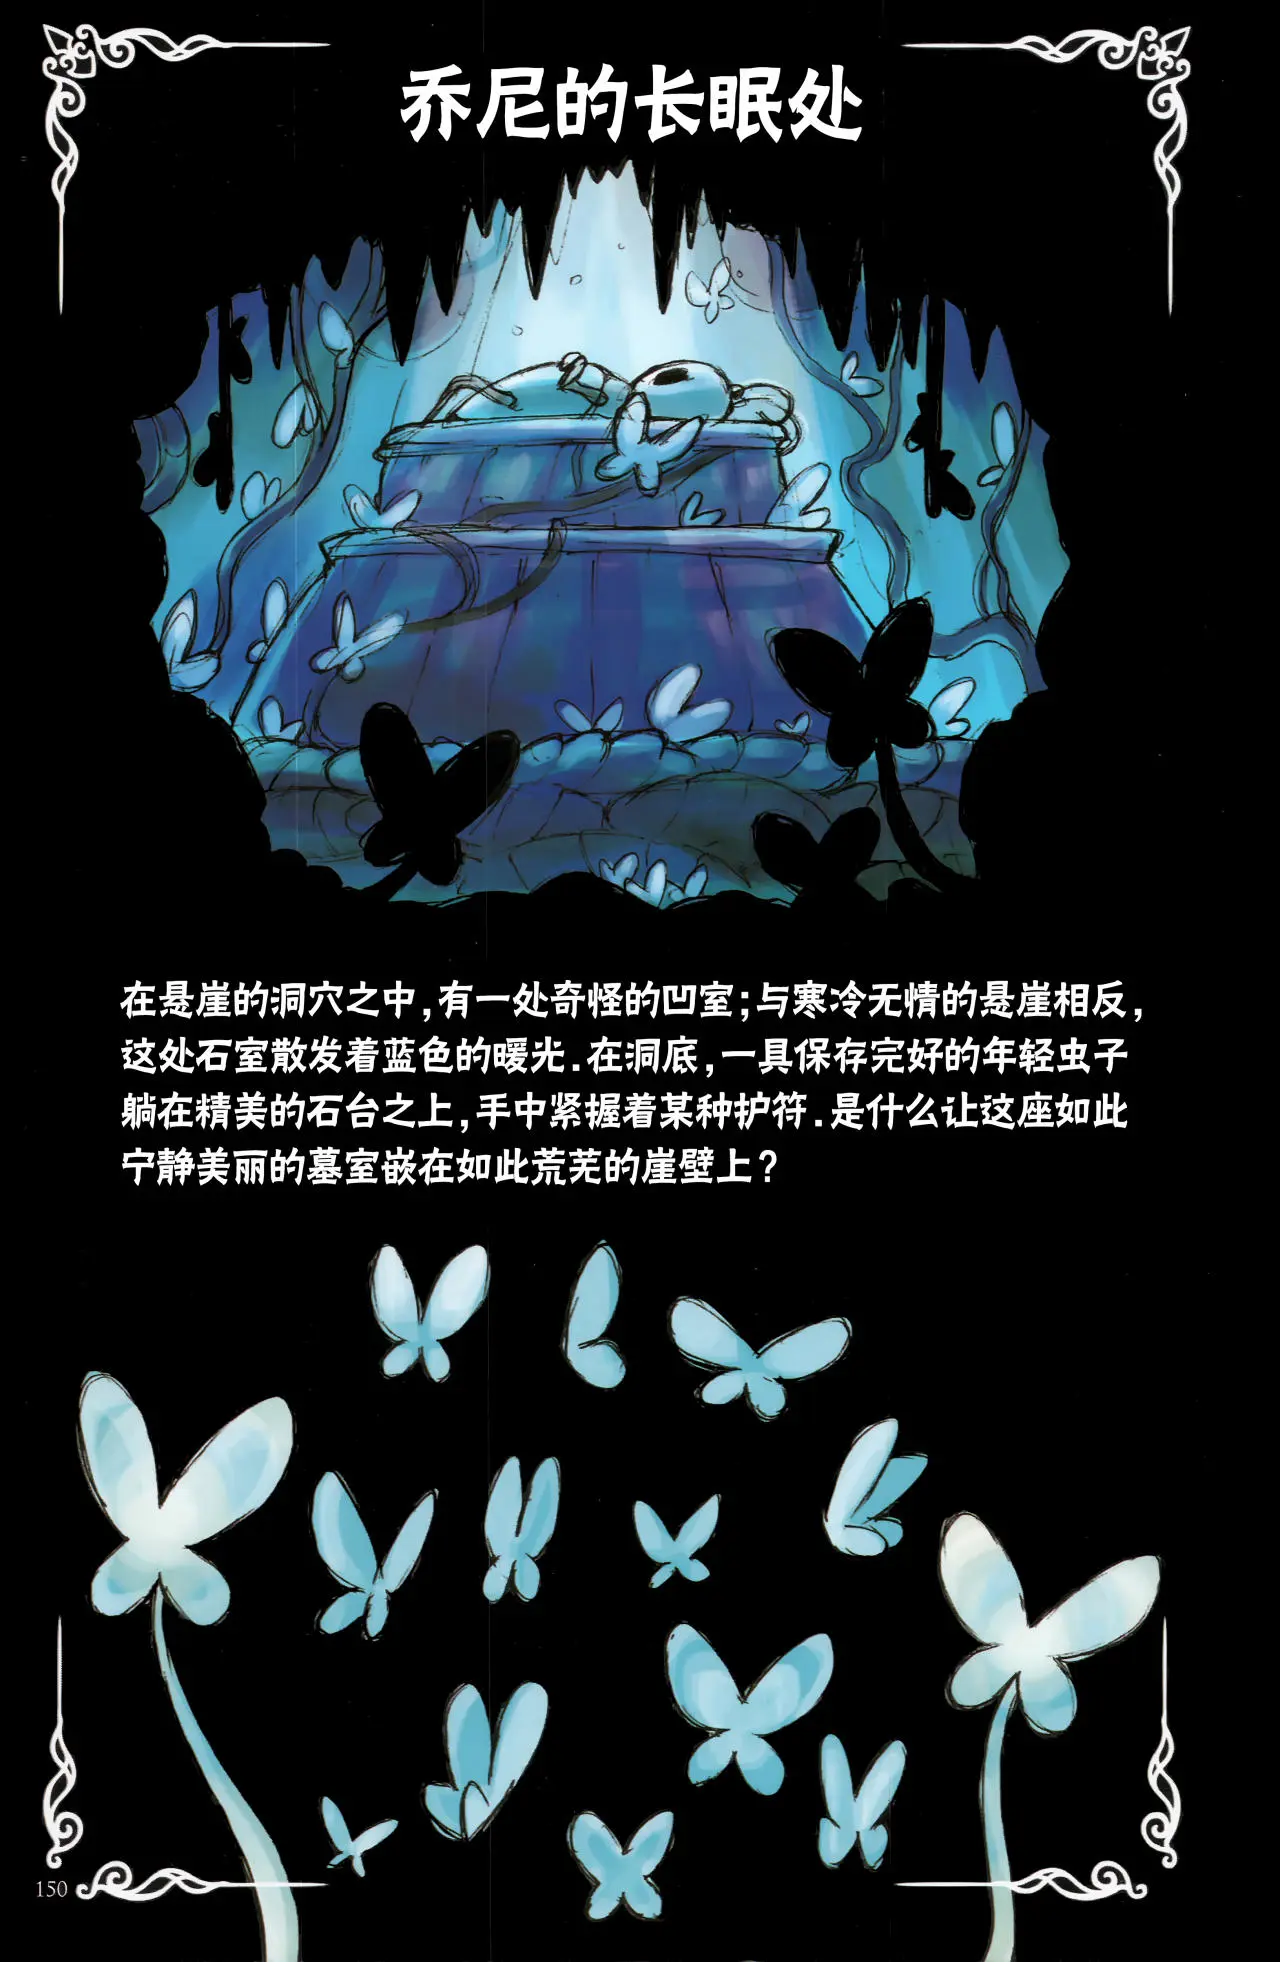 乔尼的长眠处
在悬崖的洞穴之中，有一处奇怪的凹室；与寒冷无情的悬崖相反，
这处石室散发着蓝色的暖光．在洞底，一具保存完好的年轻虫子
躺在精美的石台之上，手中紧握着某种护符．是什么让这座如此
宁静美丽的墓室嵌在如此荒芜的崖壁上？
150